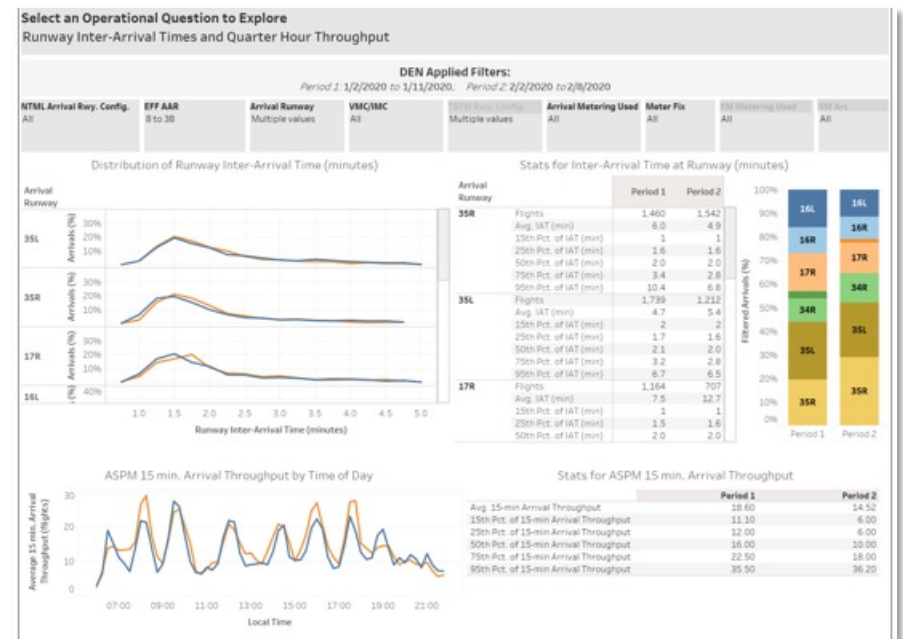 Select an Operational Question to Explore
Runway Inter-Arrival Times and Quarter Hour Throughput
DEN Applied Filters:
Period 1: 1/2/2020 to 1/11/2020, Period 2: 2/2/2020 to 2/8/2020
NTML Arrival Rwy. Config. EFF AAR Arrival Runway VMC/IMC TBFM Rwy. Config Arrival Metering Used Meter Fix XM Metering Used XM Arc
All 8 to 38 Multiple values All Multiple values All All All All
Distribution of Runway Inter-Arrival Time (minutes)
Arrival Runway
35L Arrivals (%) 30% 20% 10%
35R Arrivals (%) 30% 20% 10%
17R Arrivals (%) 30% 20% 10%
16L 40%
1.0 1.5 2.0 2.5 3.0 3.5 4.0 4.5 5.0
Runway Inter-Arrival Time (minutes)
Stats for Inter-Arrival Time at Runway (minutes)
Arrival Runway Period 1 Period 2
35R Flights 1,460 1,542
Avg. IAT (min) 6.0 4.9
15th Pct. of IAT (min) 1 1
25th Pct. of IAT (min) 1.6 1.6
50th Pct. of IAT (min) 2.0 2.0
75th Pct. of IAT (min) 3.4 2.8
95th Pct. of IAT (min) 10.4 6.8
35L Flights 1,739 1,212
Avg. IAT (min) 4.7 5.4
15th Pct. of IAT (min) 2 2
25th Pct. of IAT (min) 1.7 1.6
50th Pct. of IAT (min) 2.1 2.0
75th Pct. of IAT (min) 3.2 2.8
95th Pct. of IAT (min) 6.7 6.5
17R Flights 1,164 707
Avg. IAT (min) 7.5 12.7
15th Pct. of IAT (min) 1 1
25th Pct. of IAT (min) 1.5 1.6
50th Pct. of IAT (min) 2.0 2.0
Filtered Arrivals (%)
100%
90%
80%
70%
60%
50%
40%
30%
20%
10%
0%
16L 16R 17R 34R 35L 35R
16L 16R 17R 34R 35L 35R
Period 1 Period 2
ASPM 15 min. Arrival Throughput by Time of Day
Average 15 min. Arrival Throughput (flights)
30
20
10
0
07:00 09:00 11:00 13:00 15:00 17:00 19:00 21:00
Local Time
Stats for ASPM 15 min. Arrival Throughput
Period 1 Period 2
Avg. 15-min Arrival Throughput 18.60 14.52
15th Pct. of 15-min Arrival Throughput 11.10 6.00
25th Pct. of 15-min Arrival Throughput 12.00 6.00
50th Pct. of 15-min Arrival Throughput 16.00 10.00
75th Pct. of 15-min Arrival Throughput 22.50 18.00
95th Pct. of 15-min Arrival Throughput 35.50 36.20